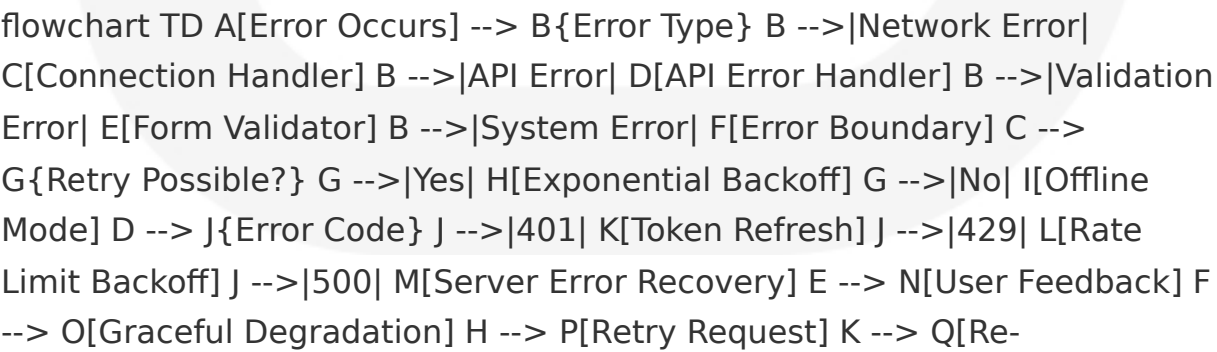 flowchart TD A[Error Occurs] --> B{Error Type} B -->|Network Error|
C[Connection Handler] B -->|API Error| D[API Error Handler] B -->|Validation
Error| E[Form Validator] B -->|System Error| F[Error Boundary] C -->
G{Retry Possible?} G -->|Yes| H[Exponential Backoff] G -->|No| I[Offline
Mode] D --> J{Error Code} J -->|401| K[Token Refresh] J -->|429| L[Rate
Limit Backoff] J -->|500| M[Server Error Recovery] E --> N[User Feedback] F
--> O[Graceful Degradation] H --> P[Retry Request] K --> Q[Re-